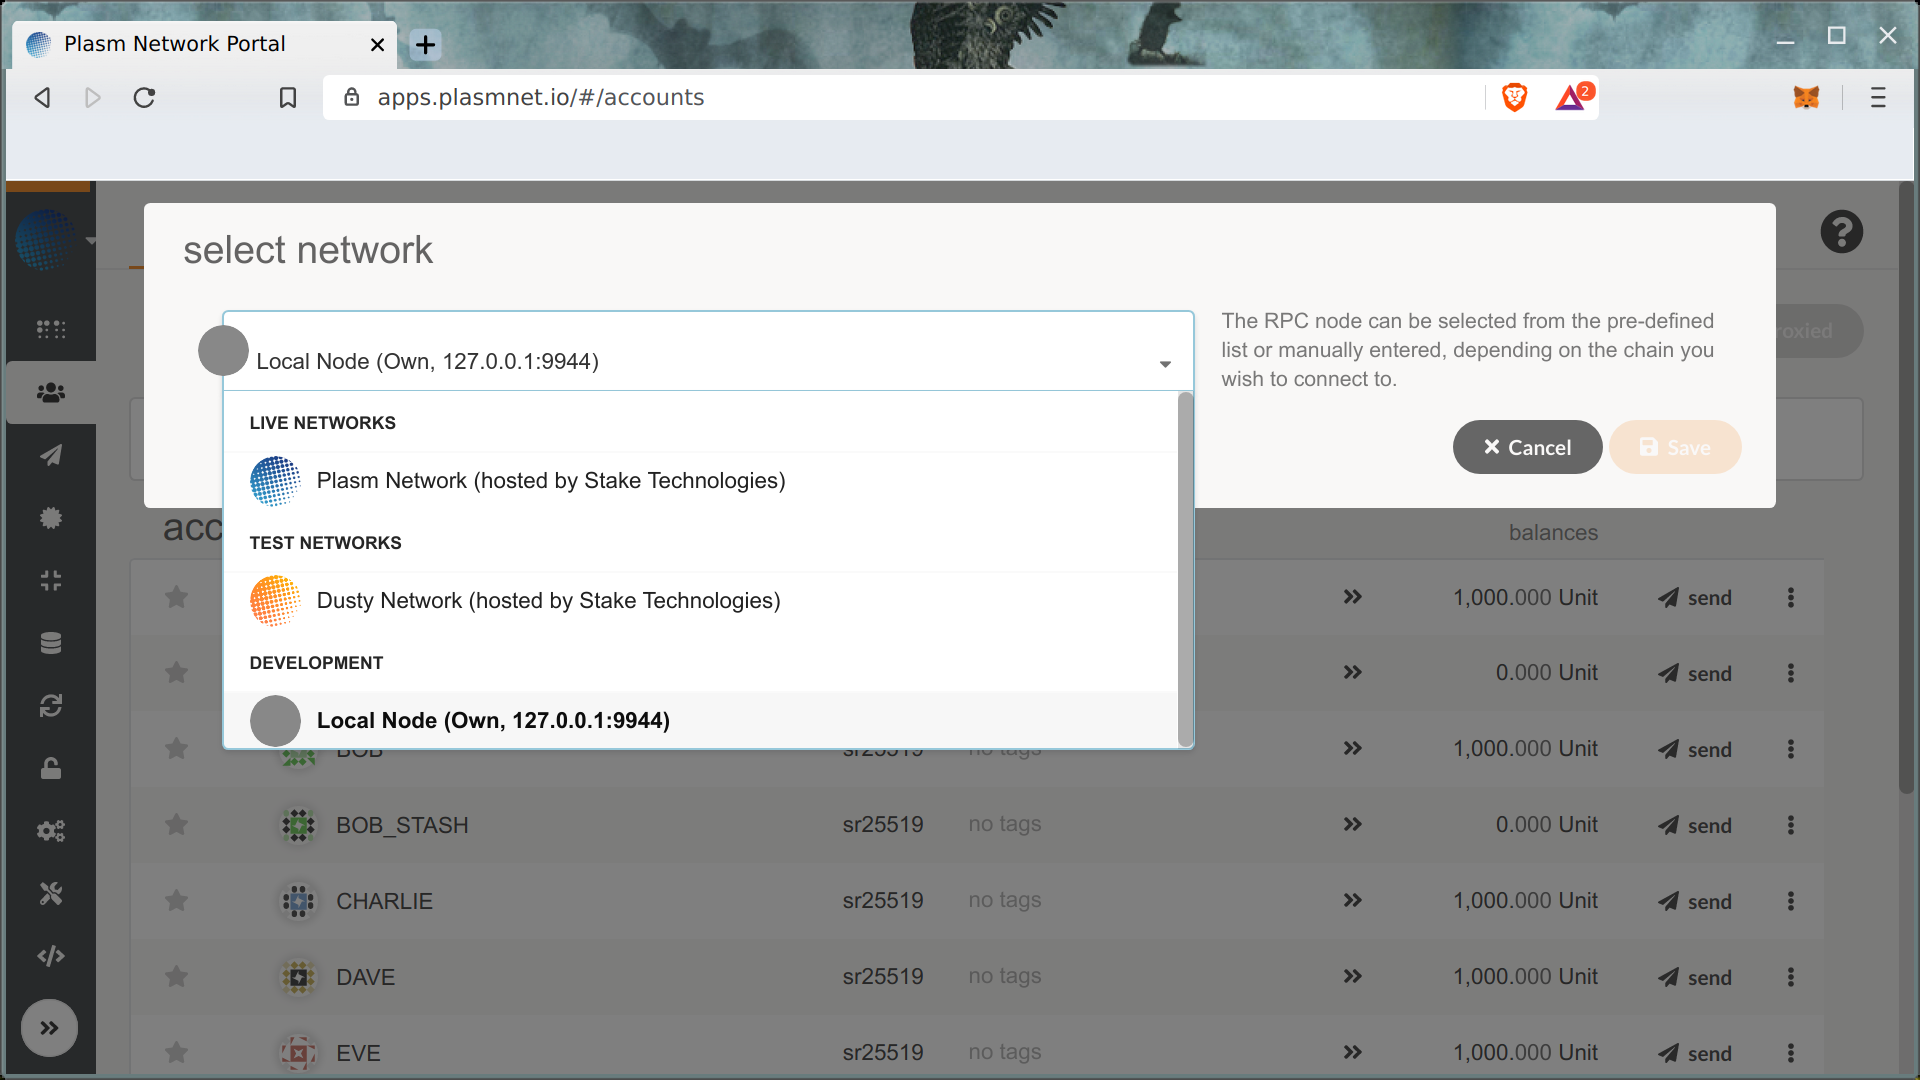 Plasm Network Portal
apps.plasmnet.io/#/accounts
2
select network
Local Node (Own, 127.0.0.1:9944)
The RPC node can be selected from the pre-defined
list or manually entered, depending on the chain you
wish to connect to.
Cancel
Save
LIVE NETWORKS
Plasm Network (hosted by Stake Technologies)
TEST NETWORKS
Dusty Network (hosted by Stake Technologies)
DEVELOPMENT
Local Node (Own, 127.0.0.1:9944)
balances
1,000.000 Unit send
0.000 Unit send
BOB sr25519 no tags 1,000.000 Unit send
BOB_STASH sr25519 no tags 0.000 Unit send
CHARLIE sr25519 no tags 1,000.000 Unit send
DAVE sr25519 no tags 1,000.000 Unit send
EVE sr25519 no tags 1,000.000 Unit send